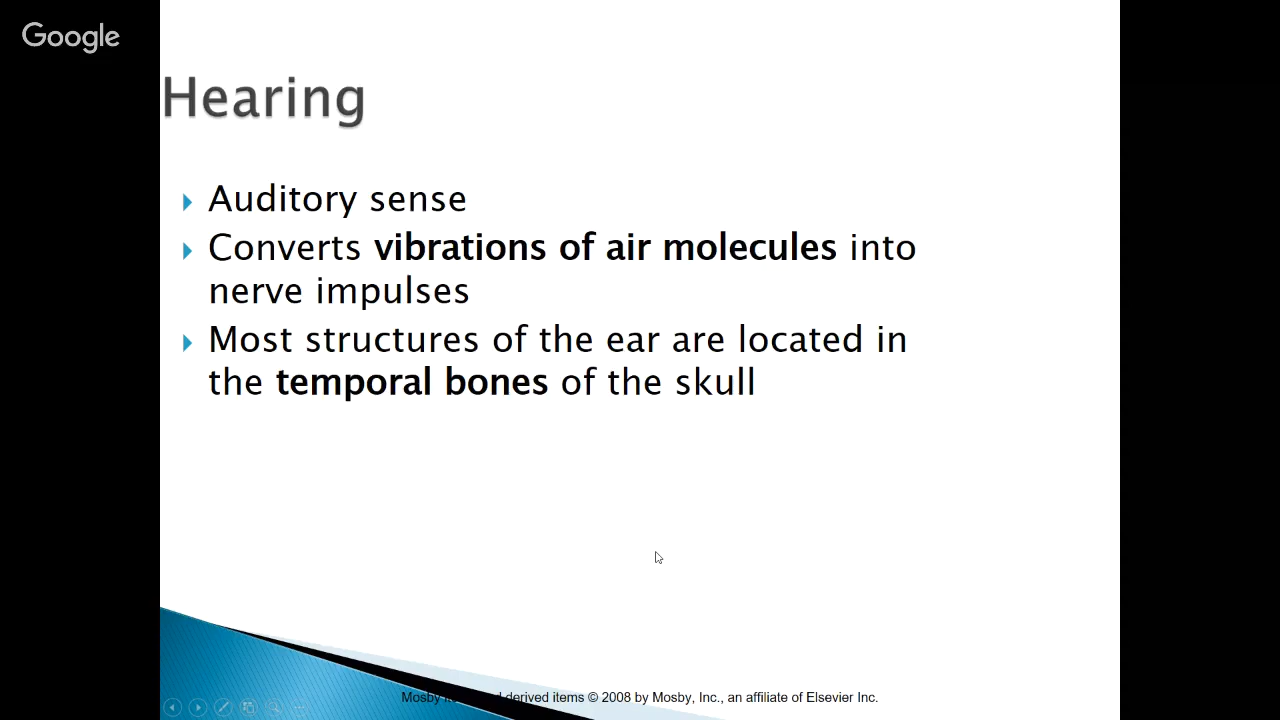 Google
Hearing
Auditory sense
Converts vibrations of air molecules into
nerve impulses
Most structures of the ear are located in
the temporal bones of the skull
Mosby derived items © 2008 by Mosby, Inc., an affiliate of Elsevier Inc.